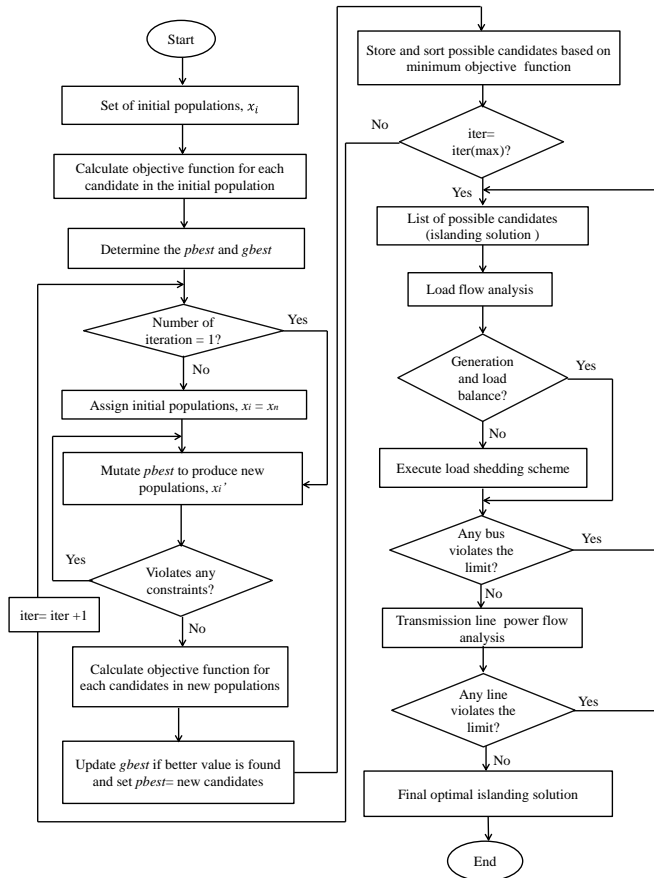 Start
Set of initial populations, xi
Calculate objective function for each
candidate in the initial population
Determine the pbest and gbest
Number of
iteration = 1?
Yes
No
Assign initial populations, xi = xn
Mutate pbest to produce new
populations, xi’
Yes
Violates any
constraints?
iter= iter +1
No
Calculate objective function for
each candidates in new populations
Update gbest if better value is found
and set pbest= new candidates
Store and sort possible candidates based on
minimum objective function
No
iter=
iter(max)?
Yes
List of possible candidates
(islanding solution )
Load flow analysis
Generation
and load
balance?
Yes
No
Execute load shedding scheme
Any bus
violates the
limit?
Yes
No
Transmission line power flow
analysis
Any line
violates the
limit?
Yes
No
Final optimal islanding solution
End